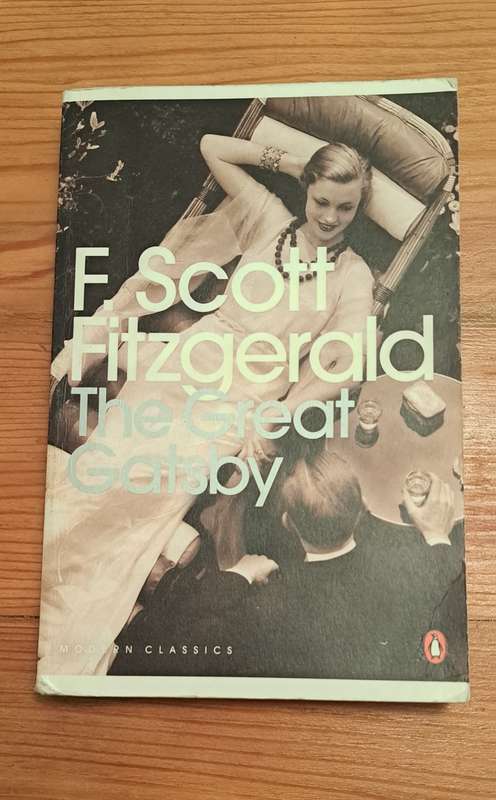 F. Scott
Fitzgerald
The Great
Gatsby
MODERN CLASSICS